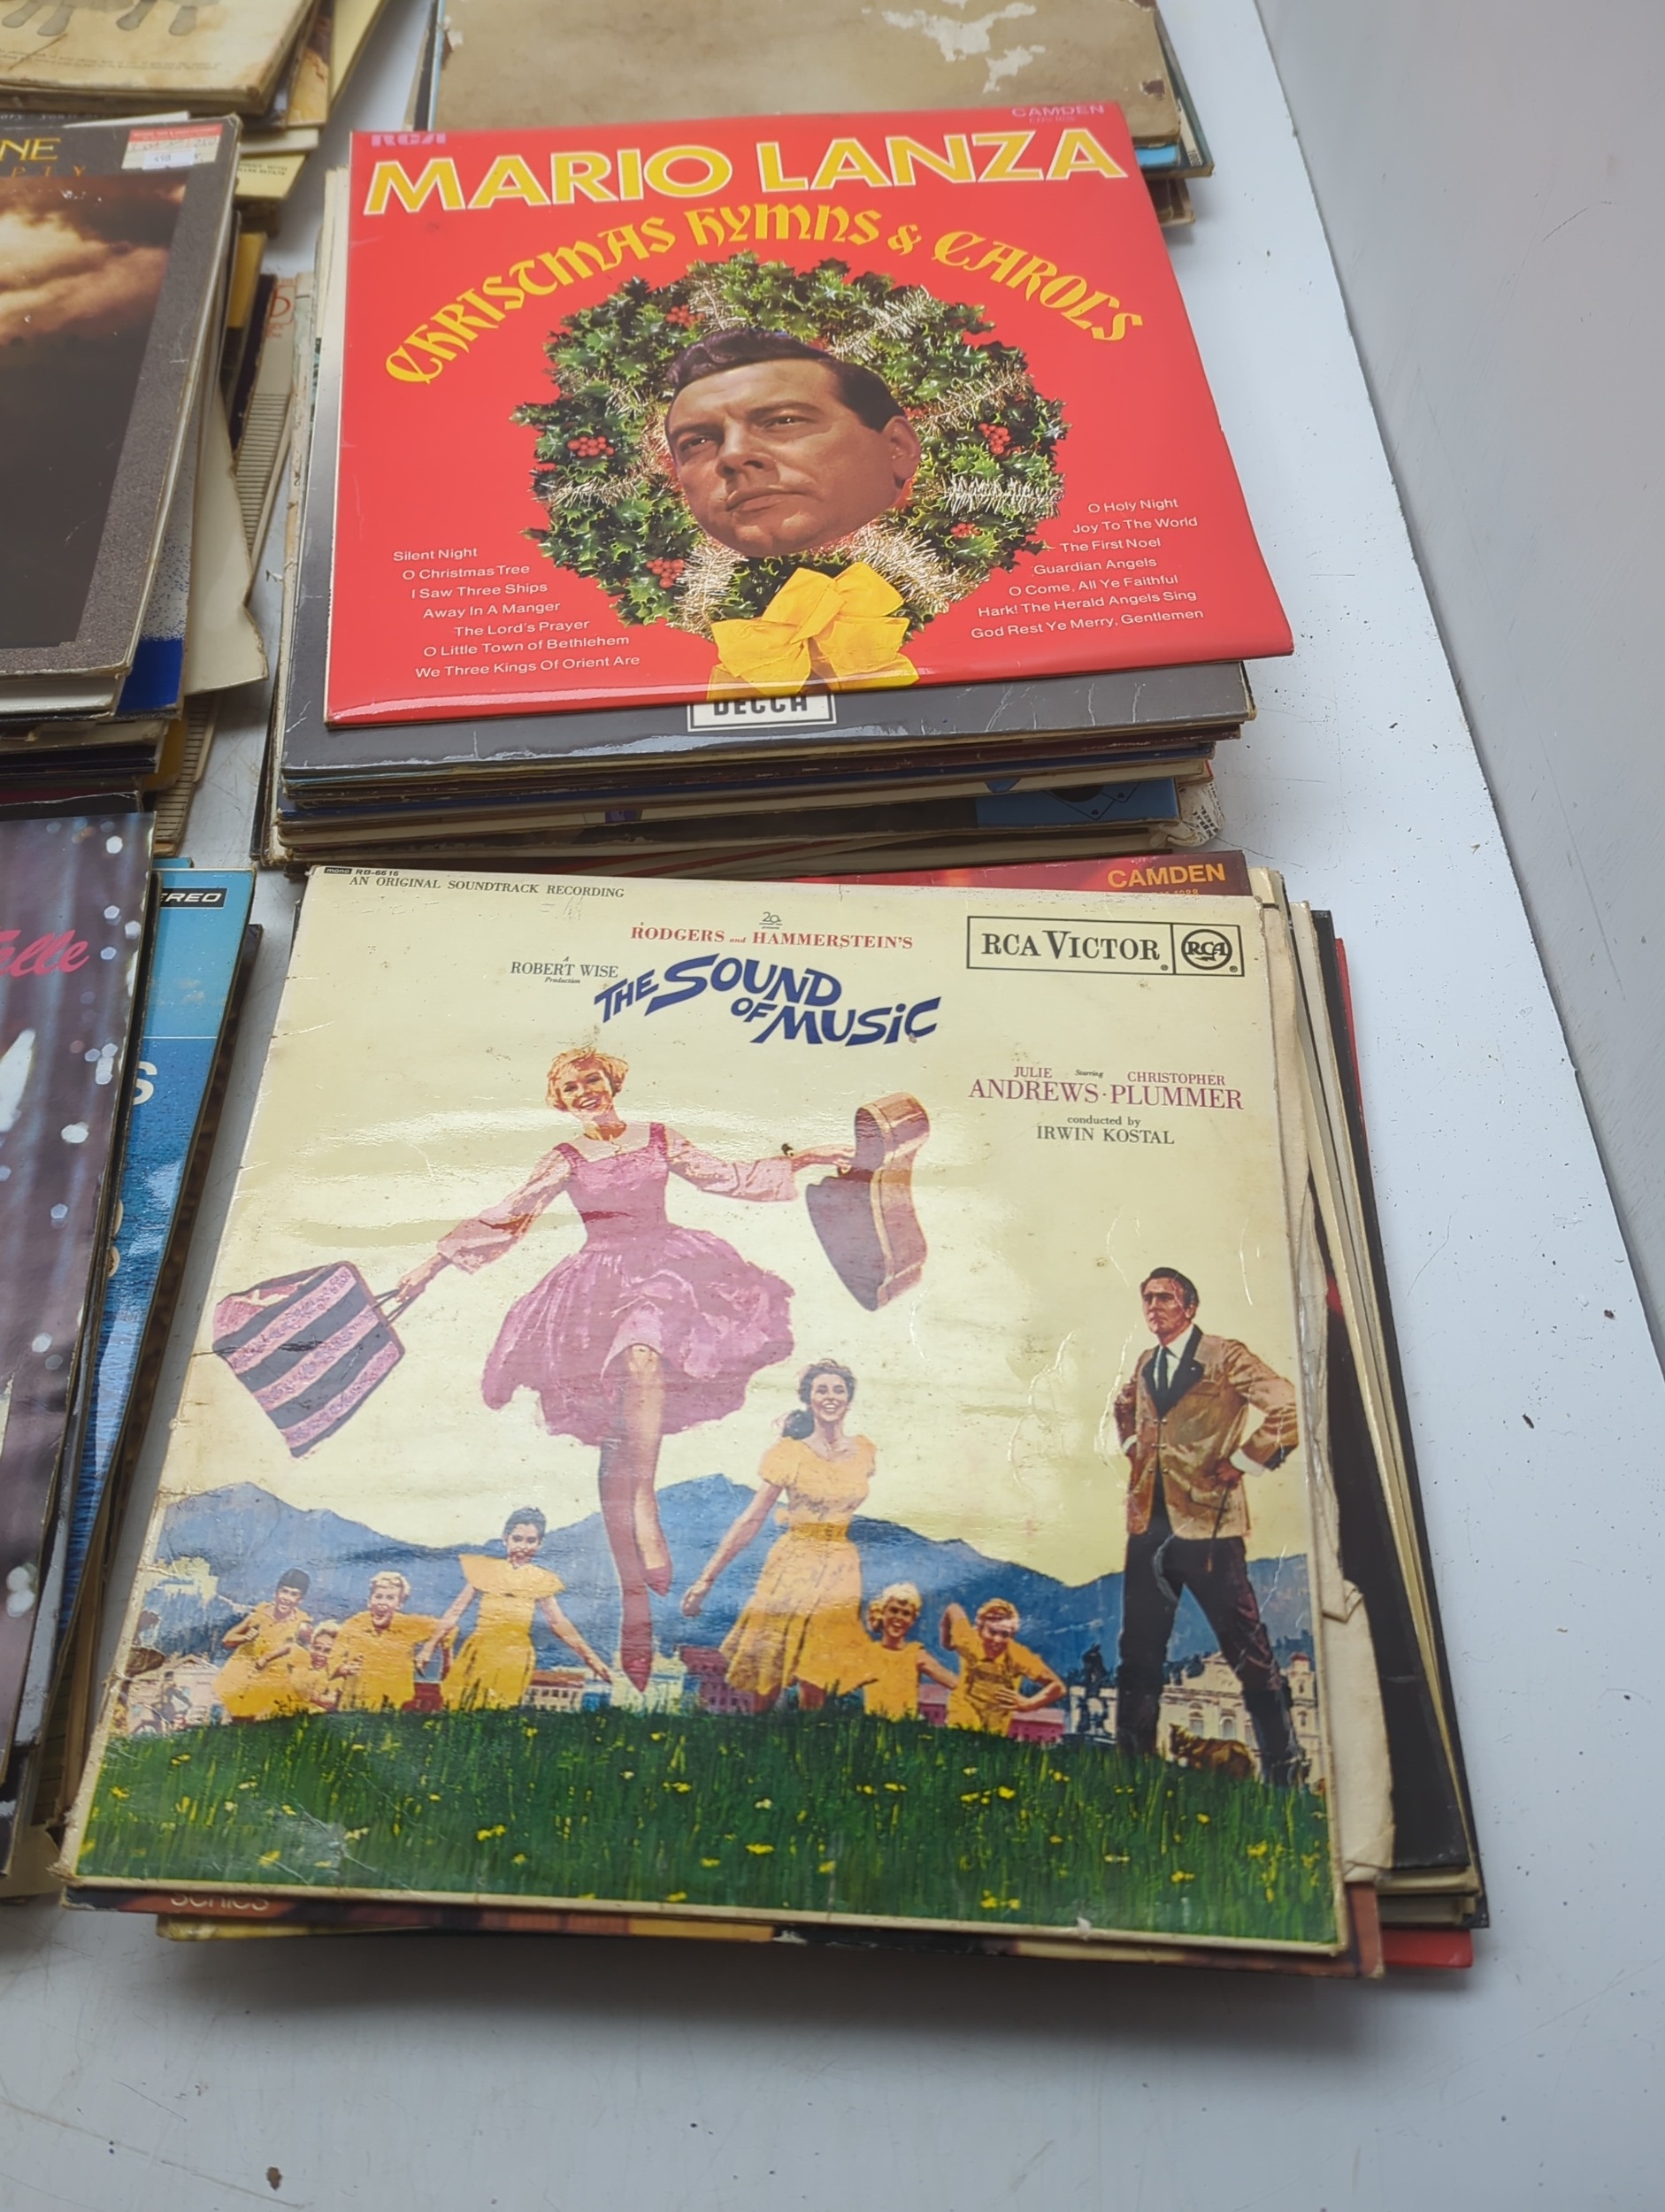 RCA
CAMDEN
MARIO LANZA
CHRISTMAS HYMNS & CAROLS
Silent Night
O Christmas Tree
I Saw Three Ships
Away In A Manger
The Lord's Prayer
O Little Town of Bethlehem
We Three Kings Of Orient Are
O Holy Night
Joy To The World
The First Noel
Guardian Angels
O Come, All Ye Faithful
Hark! The Herald Angels Sing
God Rest Ye Merry, Gentlemen
DECCA
CAMDEN
mono RB-6616
AN ORIGINAL SOUNDTRACK RECORDING
RODGERS and HAMMERSTEIN'S
A
ROBERT WISE
Production
THE SOUND
OF MUSIC
RCA VICTOR RCA
JULIE Starring CHRISTOPHER
ANDREWS · PLUMMER
conducted by
IRWIN KOSTAL
NE
EREO
elle
S